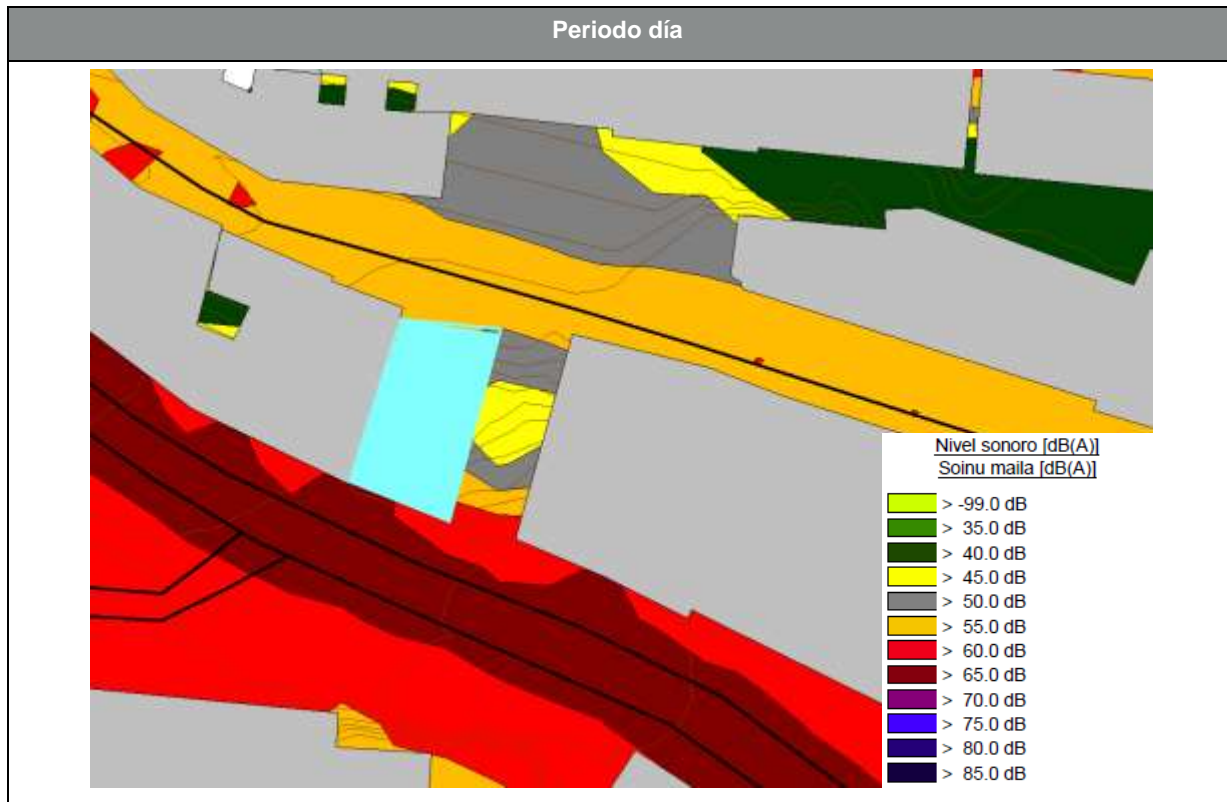 Periodo día
Nivel sonoro [dB(A)]
Soinu maila [dB(A)]
> -99.0 dB
> 35.0 dB
> 40.0 dB
> 45.0 dB
> 50.0 dB
> 55.0 dB
> 60.0 dB
> 65.0 dB
> 70.0 dB
> 75.0 dB
> 80.0 dB
> 85.0 dB